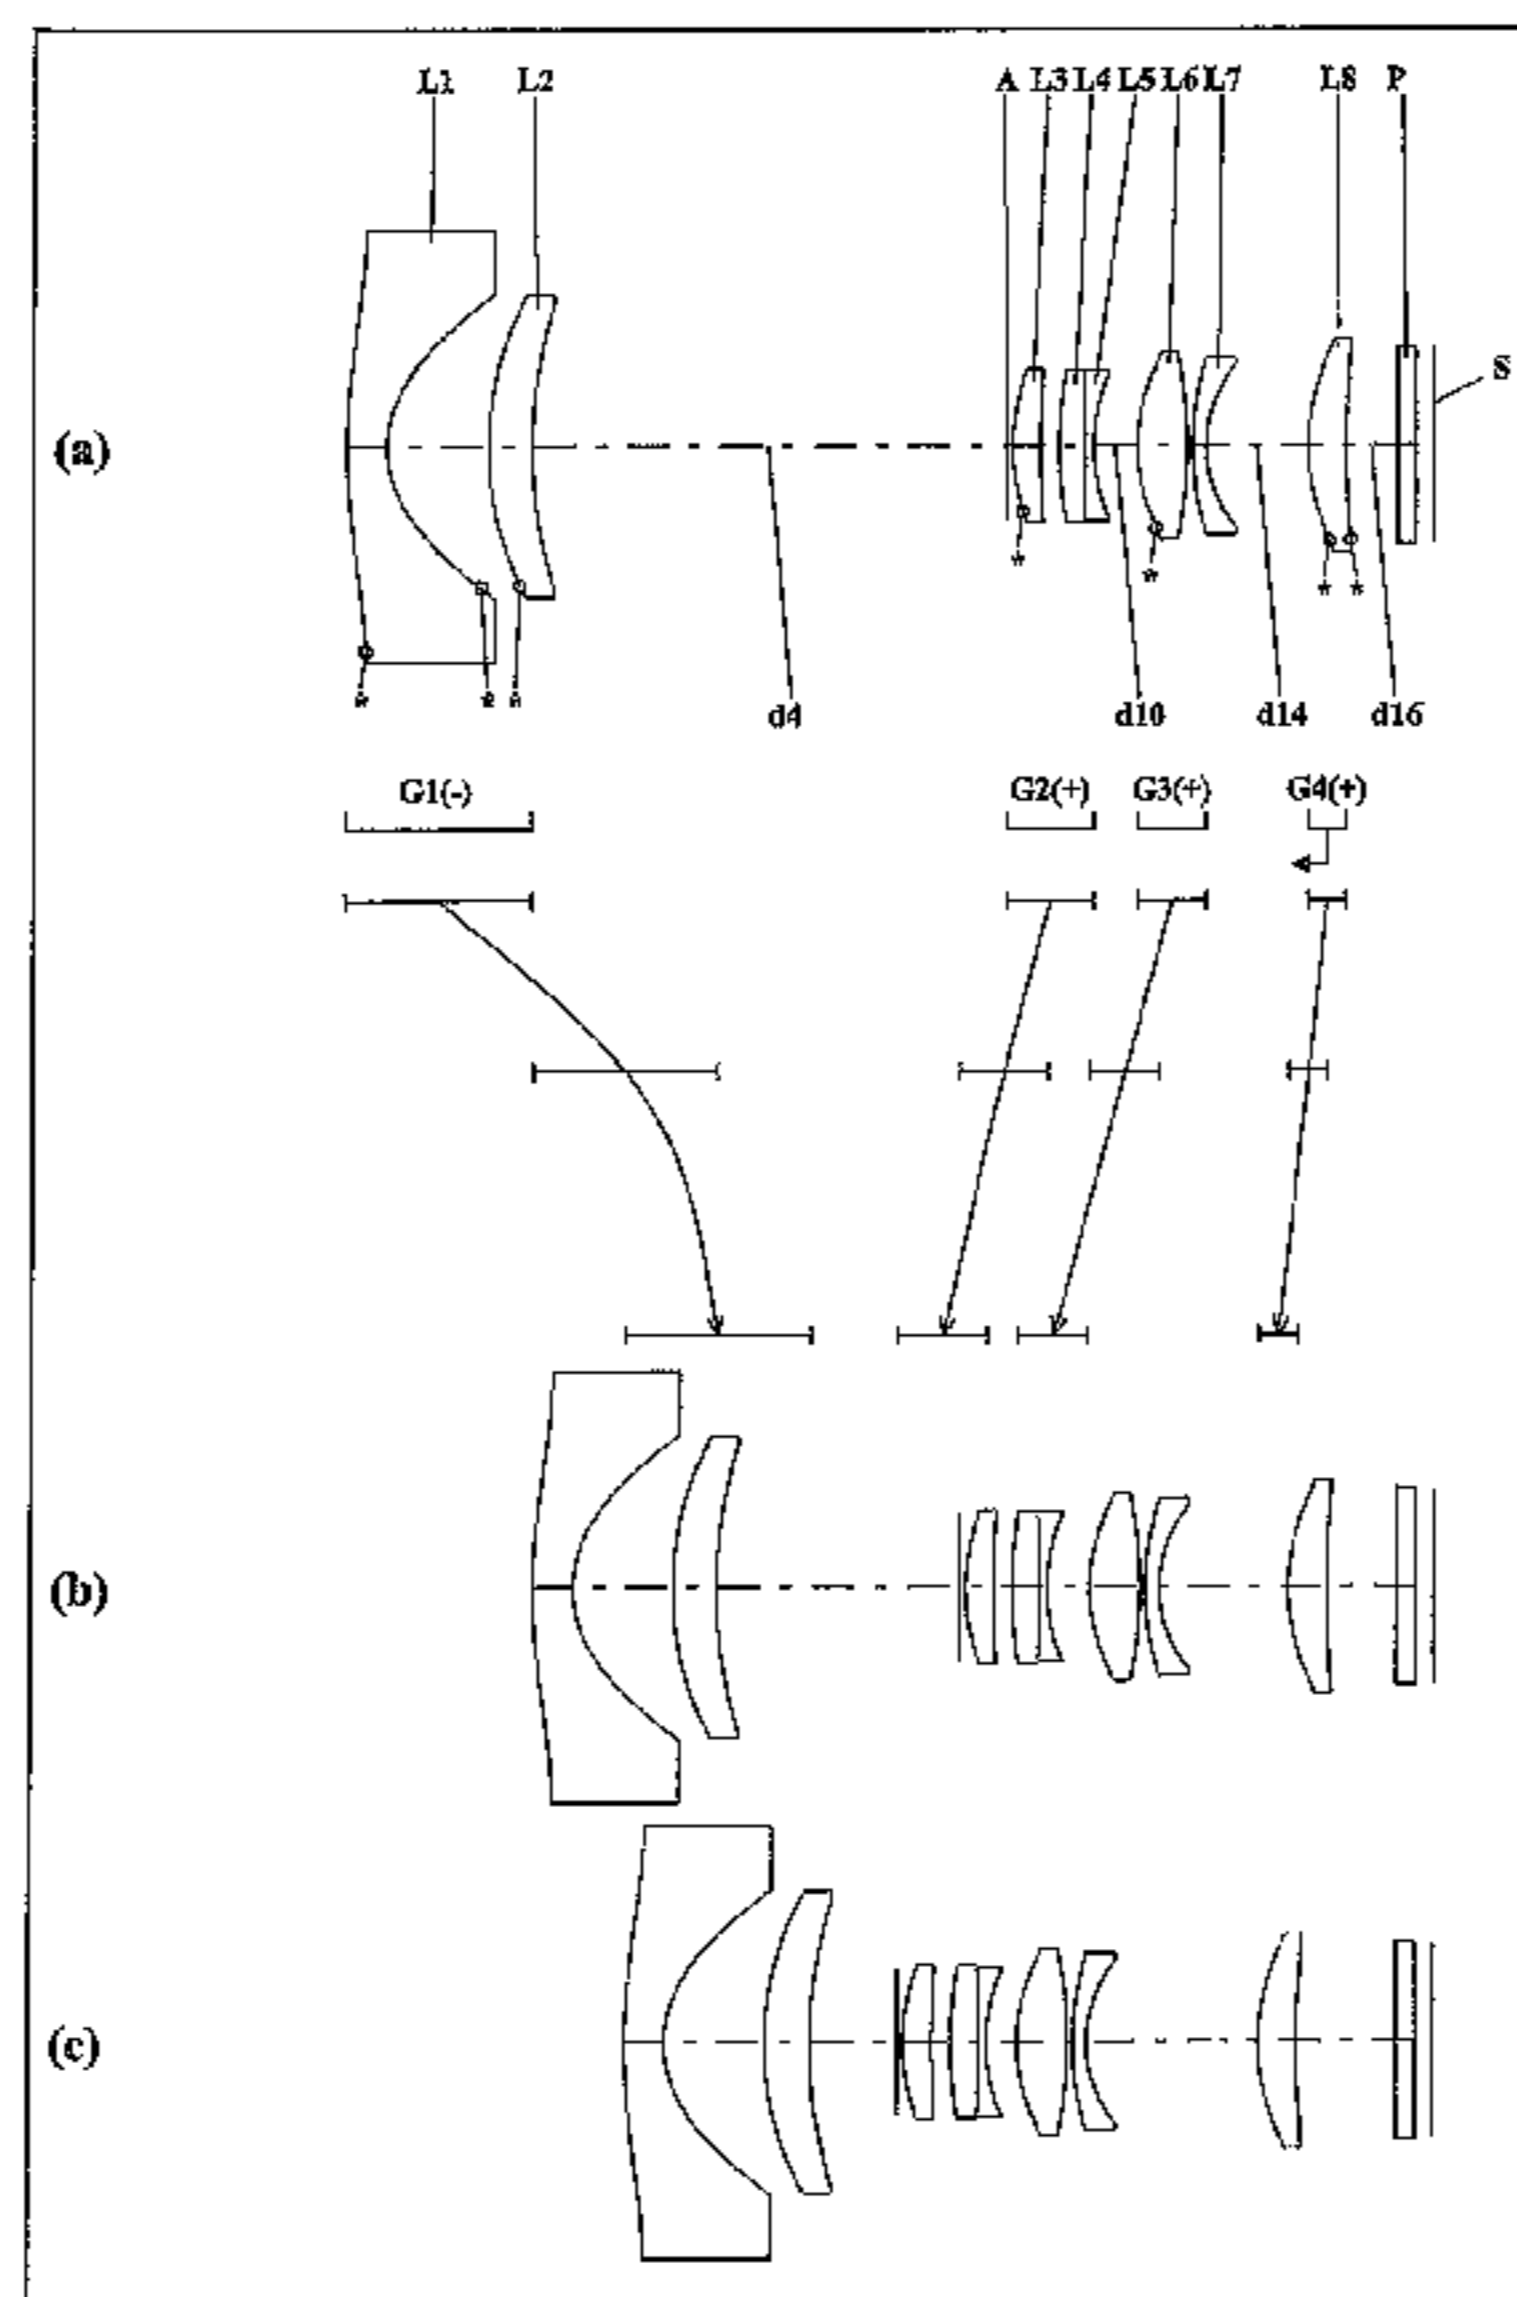 L1 L2 A L3 L4 L5 L6 L7 L8 P
S
(a)
* * * * * * *
d4 d10 d14 d16
G1(-) G2(+) G3(+) G4(+)
(b)
(c)